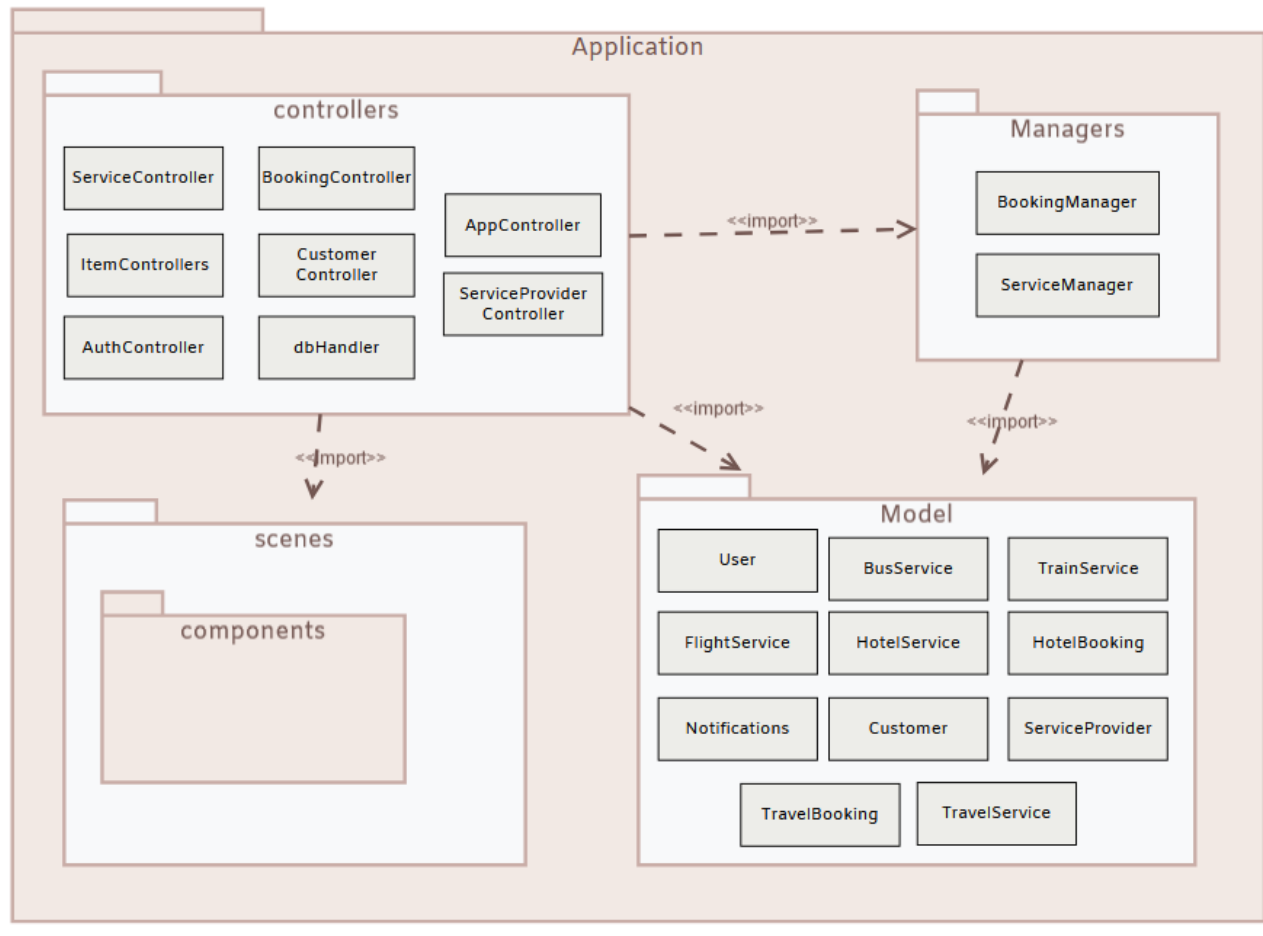 Application
controllers
ServiceController
BookingController
AppController
ItemControllers
Customer
Controller
ServiceProvider
Controller
AuthController
dbHandler
<<import>>
Managers
BookingManager
ServiceManager
<<import>>
<<import>>
<<import>>
scenes
components
Model
User
BusService
TrainService
FlightService
HotelService
HotelBooking
Notifications
Customer
ServiceProvider
TravelBooking
TravelService